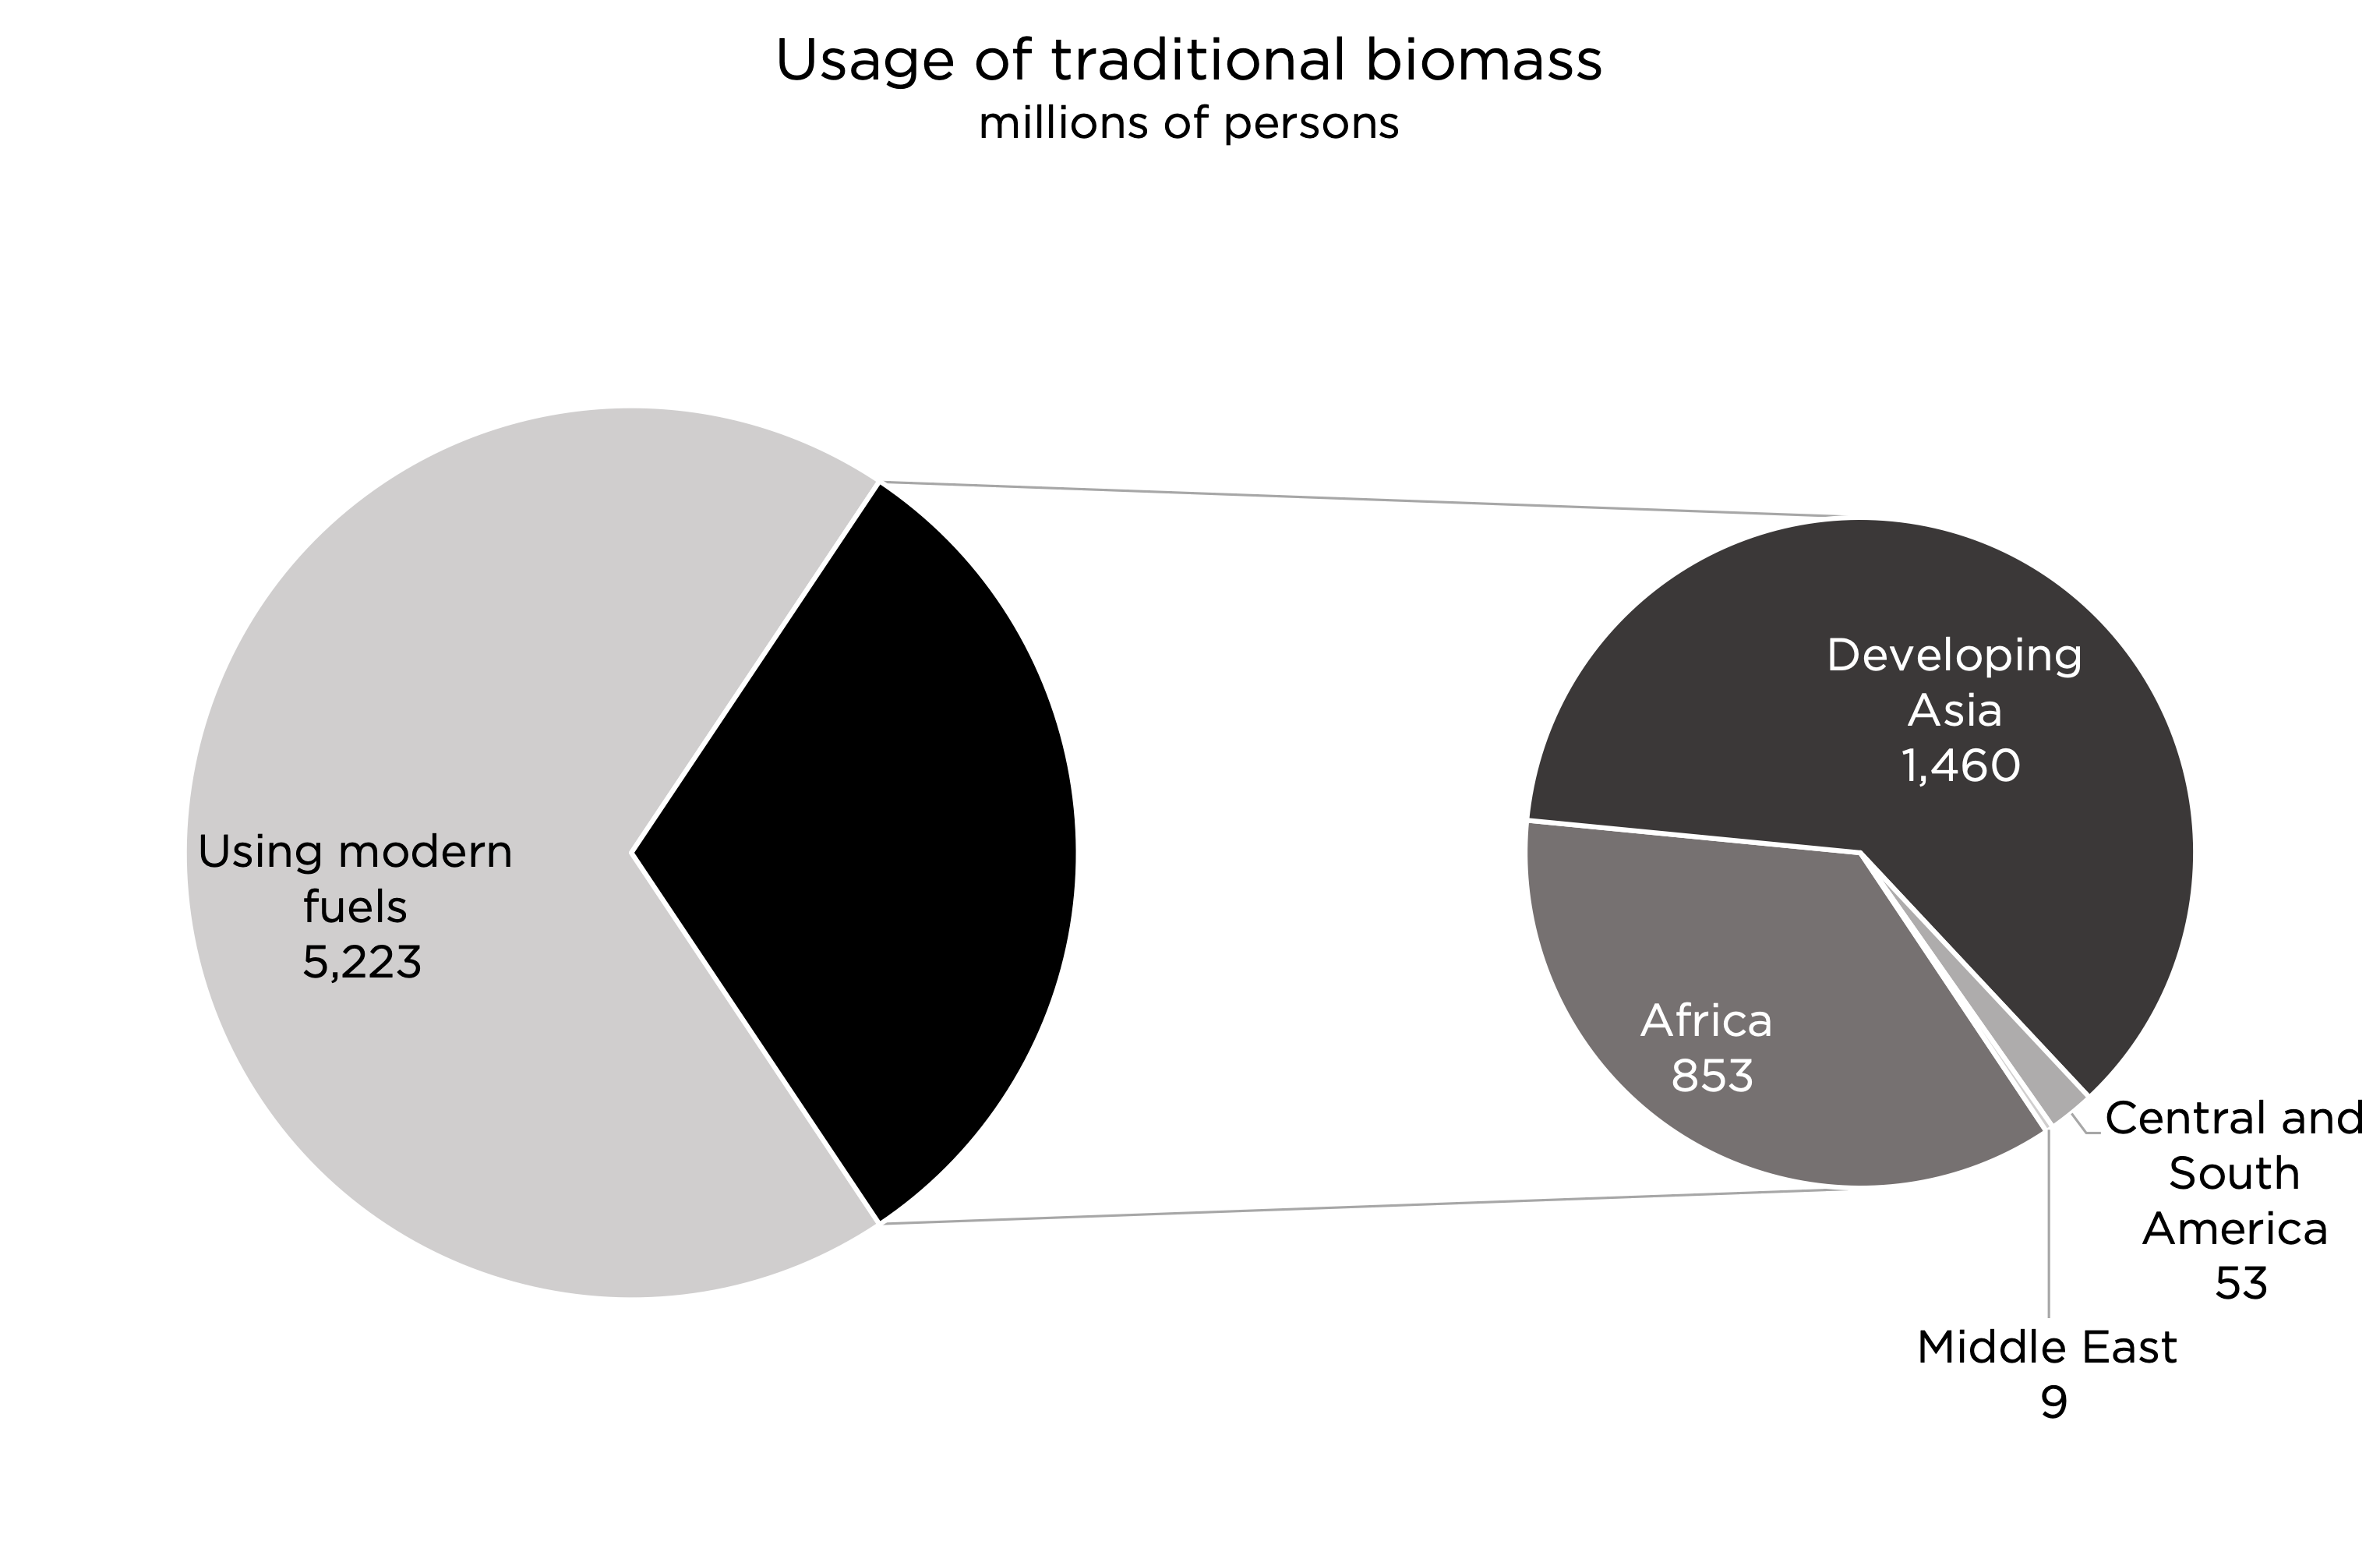 Usage of traditional biomass
millions of persons
Using modern
fuels
5,223
Developing
Asia
1,460
Africa
853
Central and
South
America
53
Middle East
9